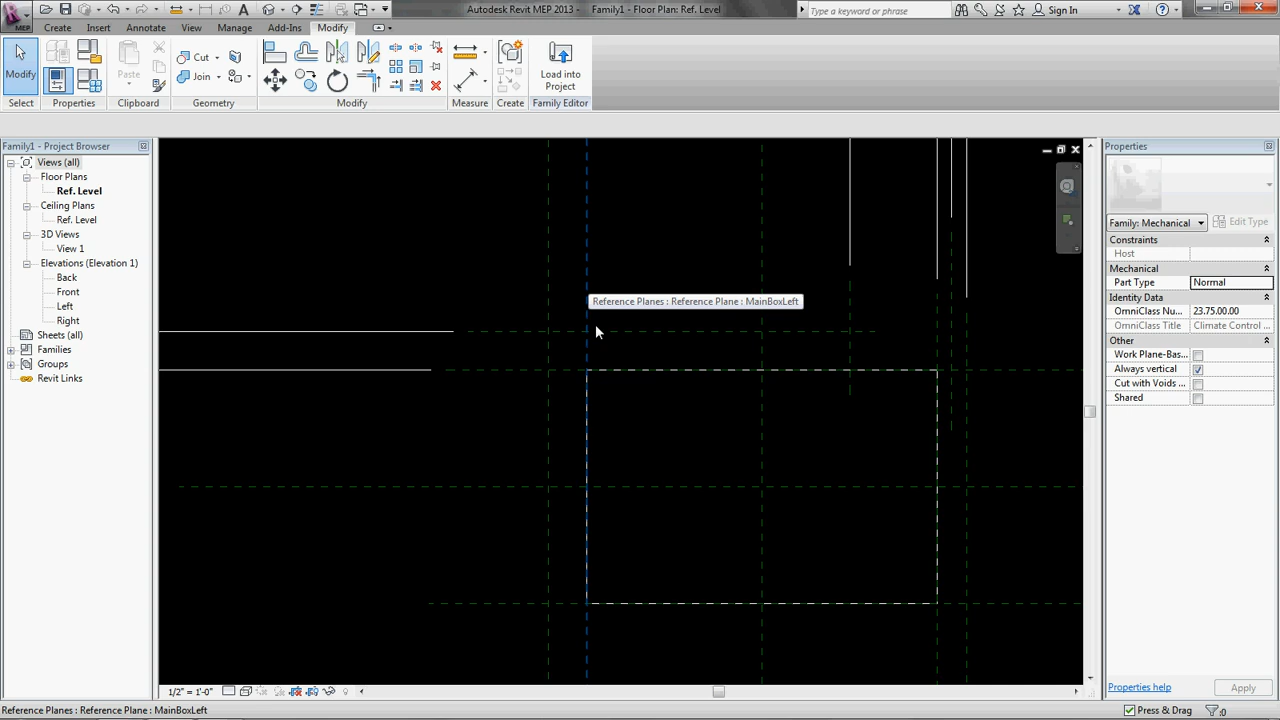 Autodesk Revit MEP 2013 -    Family1 - Floor Plan: Ref. Level
Type a keyword or phrase
Sign In
MEP
Create
Insert
Annotate
View
Manage
Add-Ins
Modify
Modify
Paste
Cut
Join
Load into
Project
Select
Properties
Clipboard
Geometry
Modify
Measure
Create
Family Editor
Family1 - Project Browser
Views (all)
Floor Plans
Ref. Level
Ceiling Plans
Ref. Level
3D Views
View 1
Elevations (Elevation 1)
Back
Front
Left
Right
Sheets (all)
Families
Groups
Revit Links
Reference Planes : Reference Plane : MainBoxLeft
Properties
Family: Mechanical
Edit Type
Constraints
Host
Mechanical
Part Type
Normal
Identity Data
OmniClass Nu...
23.75.00.00
OmniClass Title
Climate Control ...
Other
Work Plane-Bas...
Always vertical
Cut with Voids ...
Shared
Properties help
Apply
1/2" = 1'-0"
Reference Planes : Reference Plane : MainBoxLeft
Press & Drag
:0